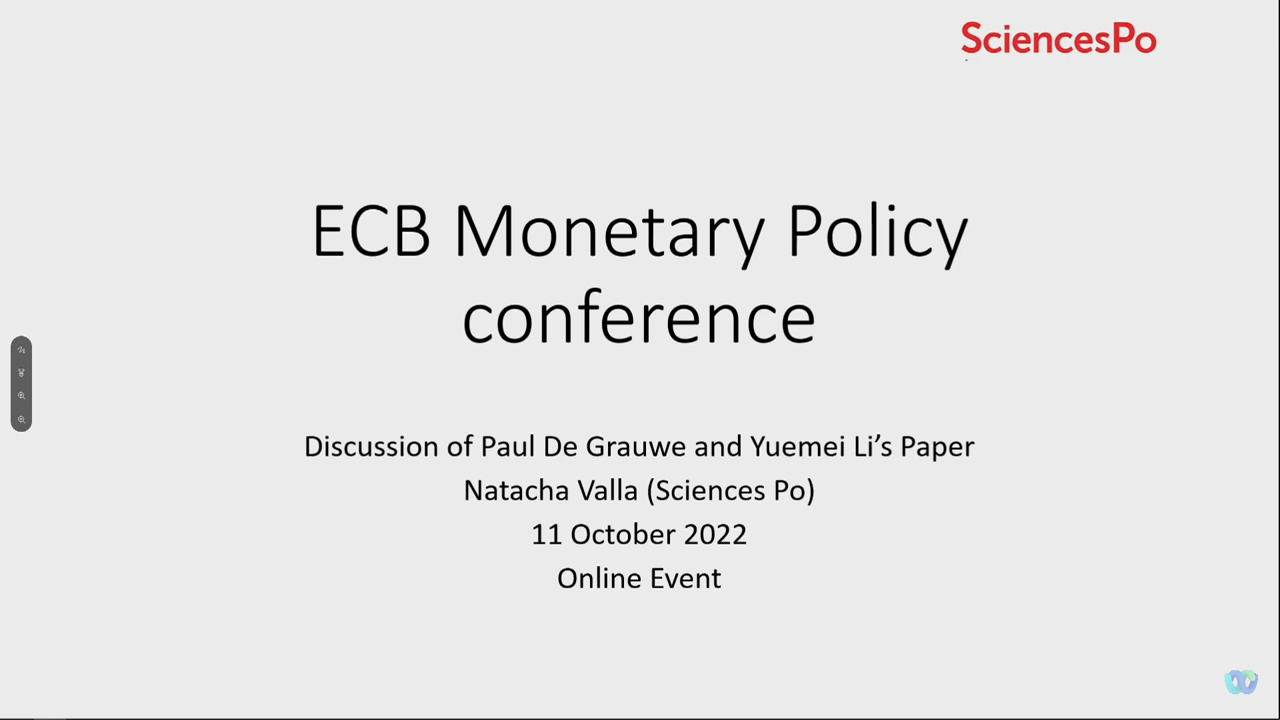 SciencesPo
ECB Monetary Policy
conference
Discussion of Paul De Grauwe and Yuemei Li’s Paper
Natacha Valla (Sciences Po)
11 October 2022
Online Event